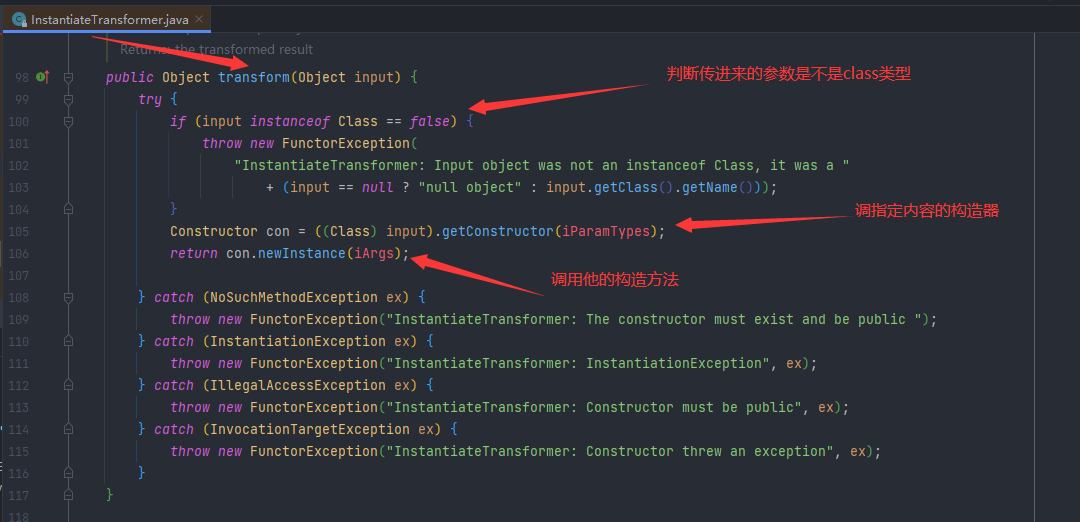 InstantiateTransformer.java
Returns: the transformed result
98 public Object transform(Object input) {
判断传进来的参数是不是class类型
99 try {
100 if (input instanceof Class == false) {
101 throw new FunctorException(
102 "InstantiateTransformer: Input object was not an instanceof Class, it was a "
103 + (input == null ? "null object" : input.getClass().getName()));
104 }
调指定内容的构造器
105 Constructor con = ((Class) input).getConstructor(iParamTypes);
106 return con.newInstance(iArgs);
107
调用他的构造方法
108 } catch (NoSuchMethodException ex) {
109 throw new FunctorException("InstantiateTransformer: The constructor must exist and be public ");
110 } catch (InstantiationException ex) {
111 throw new FunctorException("InstantiateTransformer: InstantiationException", ex);
112 } catch (IllegalAccessException ex) {
113 throw new FunctorException("InstantiateTransformer: Constructor must be public", ex);
114 } catch (InvocationTargetException ex) {
115 throw new FunctorException("InstantiateTransformer: Constructor threw an exception", ex);
116 }
117 }
118